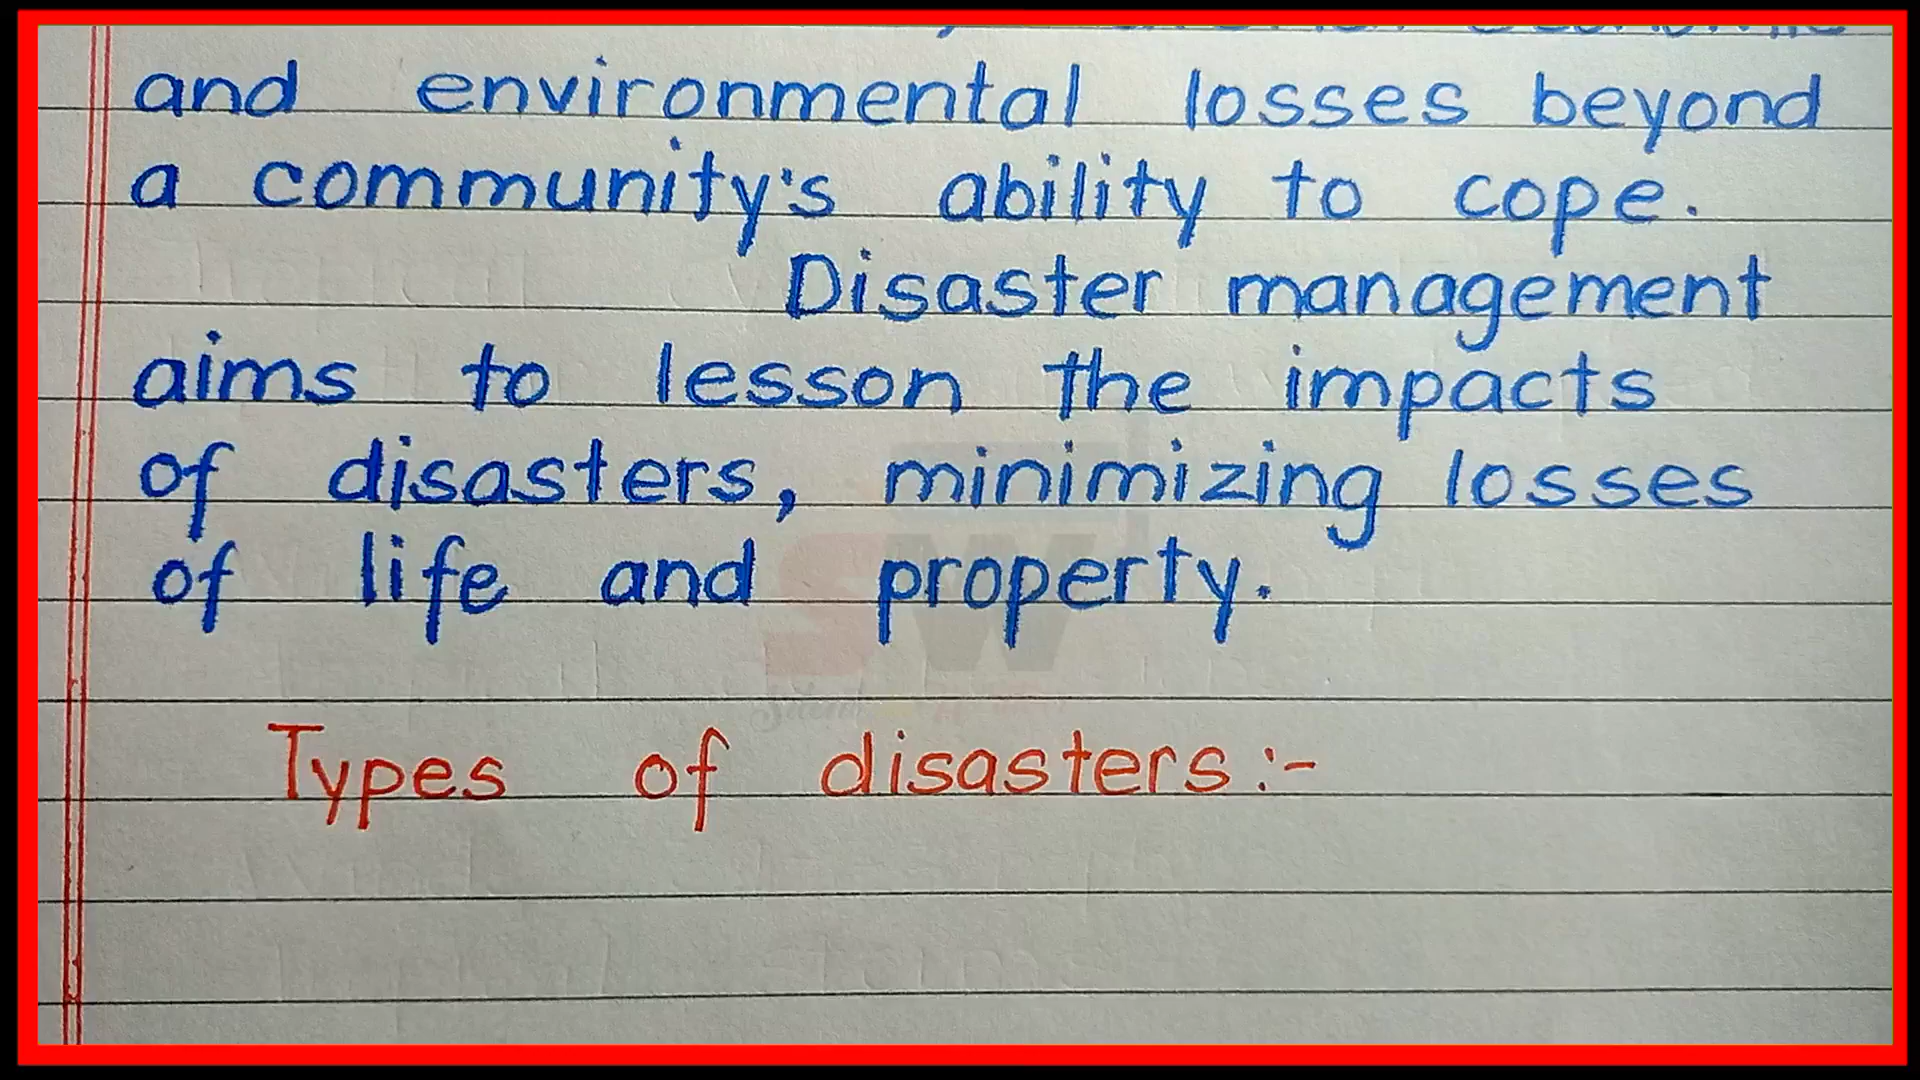 and environmental losses beyond
a community's ability to cope.
Disaster management
aims to lesson the impacts
of disasters, minimizing losses
of life and property.
SW
Types of disasters:-